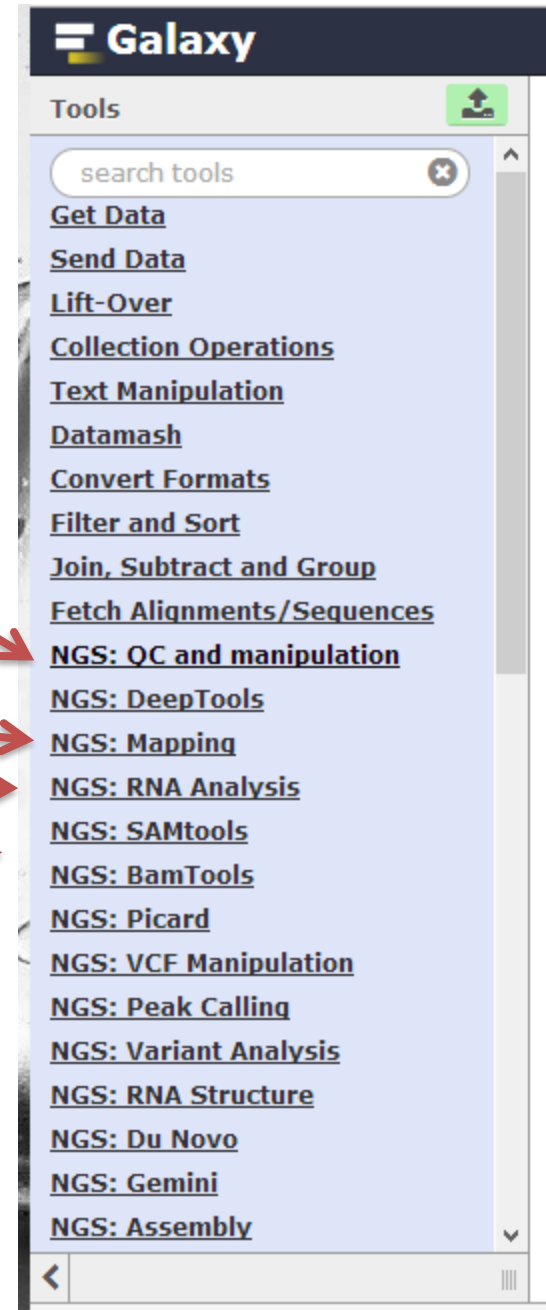 Galaxy
Tools
search tools
Get Data
Send Data
Lift-Over
Collection Operations
Text Manipulation
Datamash
Convert Formats
Filter and Sort
Join, Subtract and Group
Fetch Alignments/Sequences
NGS: QC and manipulation
NGS: DeepTools
NGS: Mapping
NGS: RNA Analysis
NGS: SAMtools
NGS: BamTools
NGS: Picard
NGS: VCF Manipulation
NGS: Peak Calling
NGS: Variant Analysis
NGS: RNA Structure
NGS: Du Novo
NGS: Gemini
NGS: Assembly